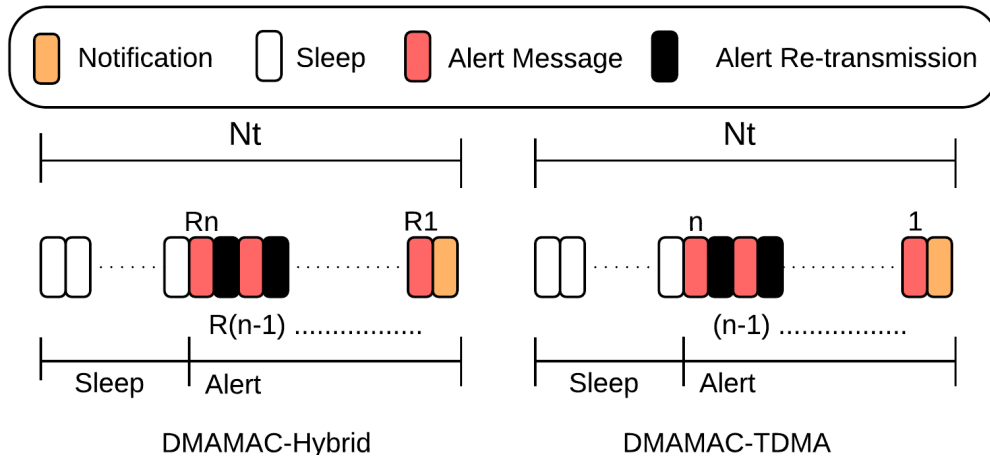 Notification Sleep Alert Message Alert Re-transmission
Nt Nt
Rn R1 n 1
R(n-1) ................. (n-1) .................
Sleep Alert Sleep Alert
DMAMAC-Hybrid DMAMAC-TDMA